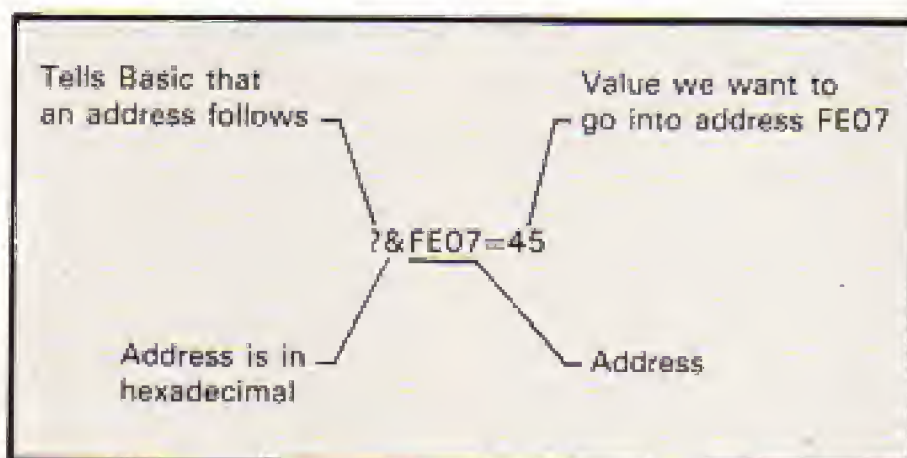 Tells Basic that
an address follows
Value we want to
go into address FE07
?&FE07=45
Address is in
hexadecimal
Address